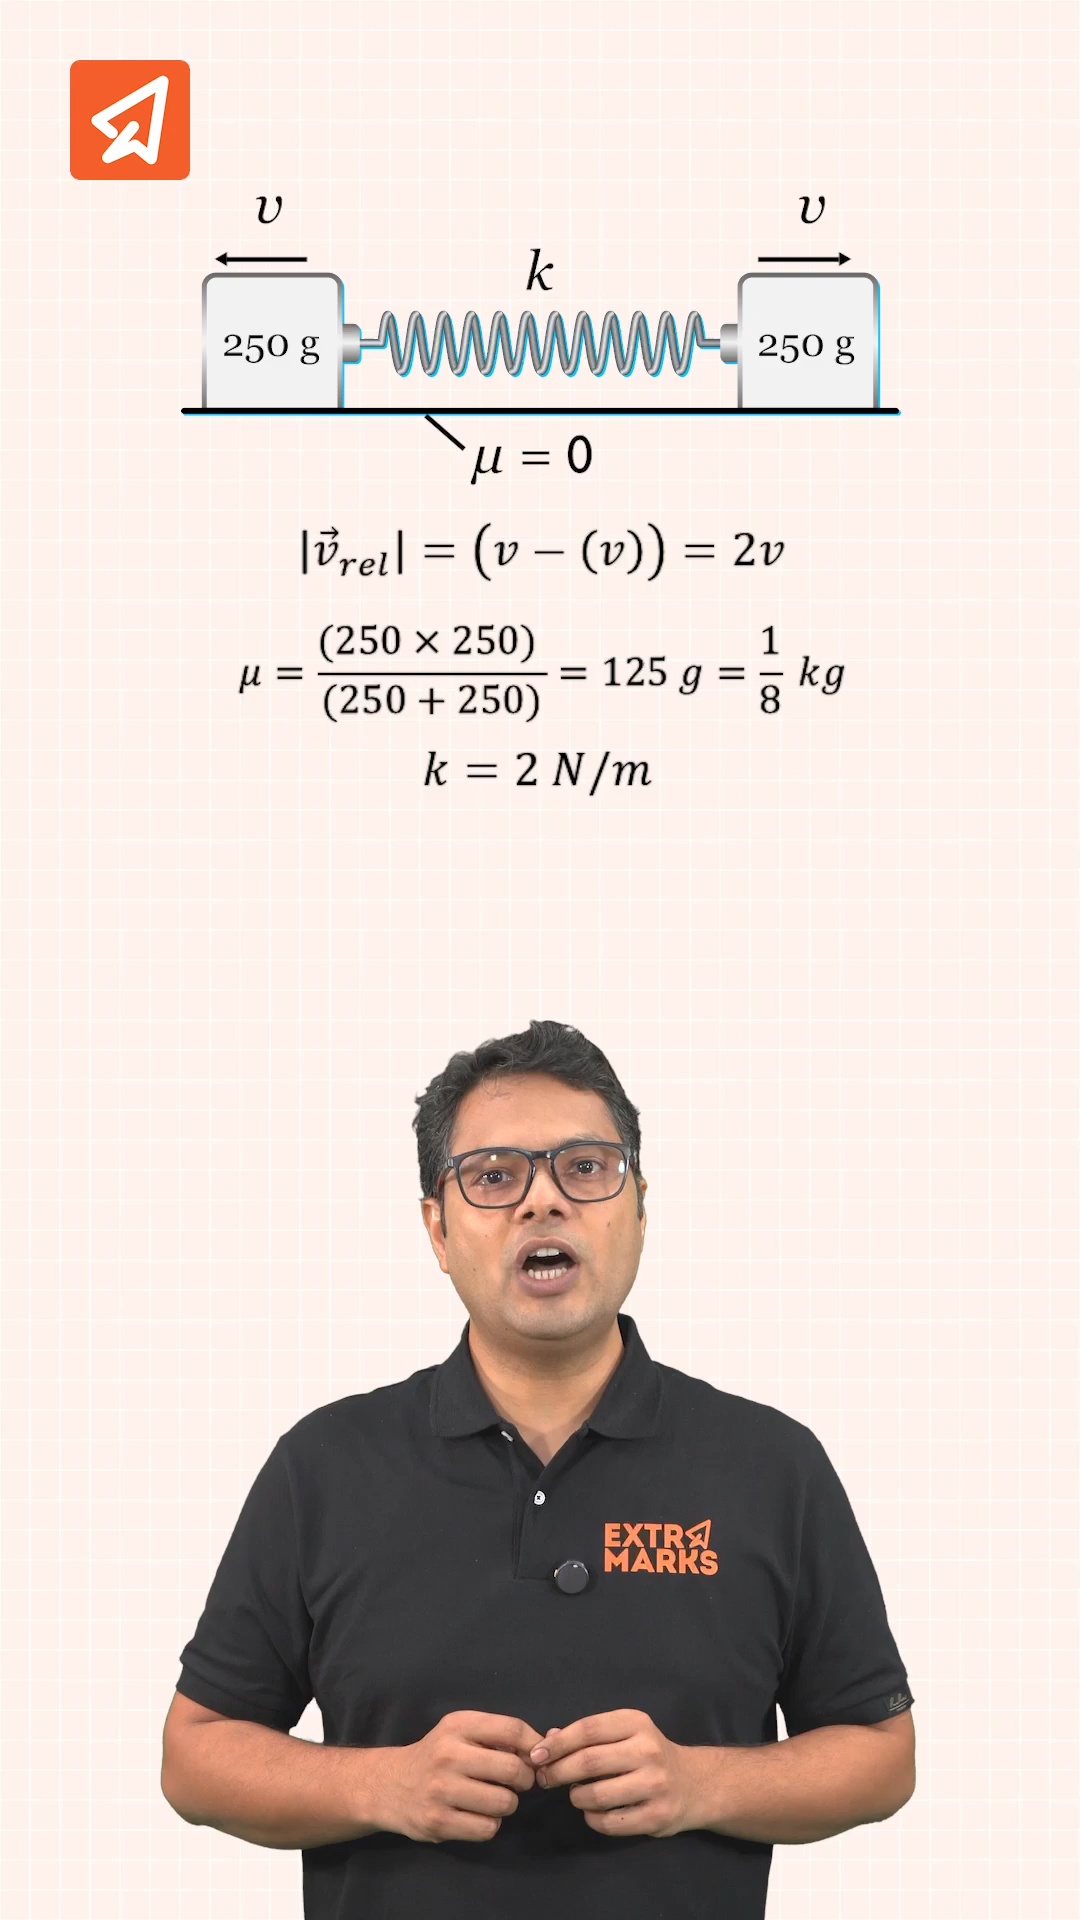 v v
k
250 g 250 g
μ = 0
|v⃗rel| = (v − (v)) = 2v
μ = (250 × 250) / (250 + 250) = 125 g = 1/8 kg
k = 2 N/m
EXTRA
MARKS